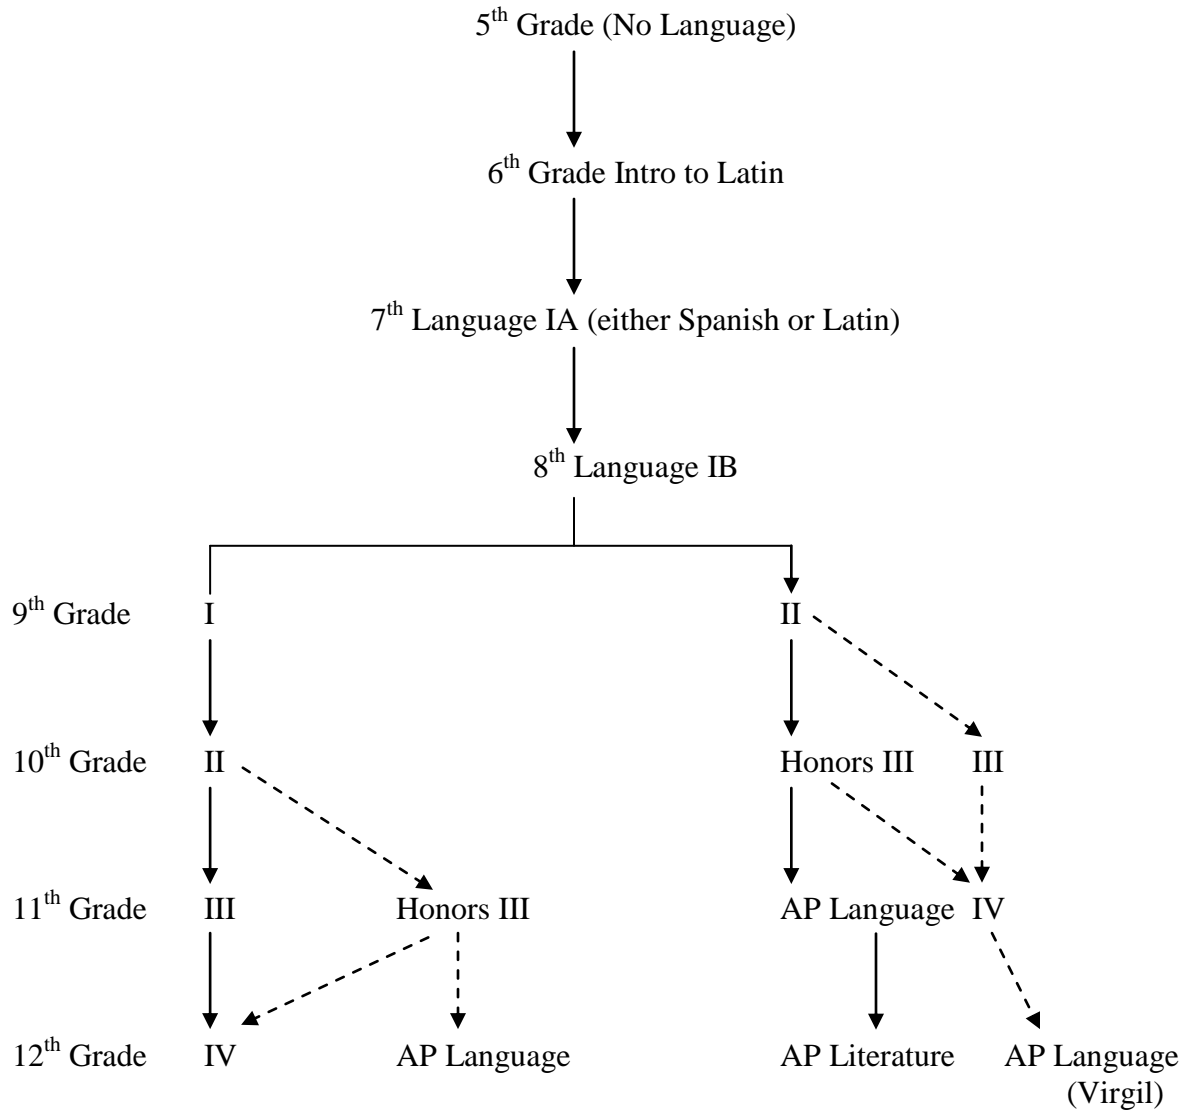 5th Grade (No Language)
6th Grade Intro to Latin
7th Language IA (either Spanish or Latin)
8th Language IB
9th Grade I II
10th Grade II Honors III III
11th Grade III Honors III AP Language IV
12th Grade IV AP Language AP Literature AP Language
(Virgil)